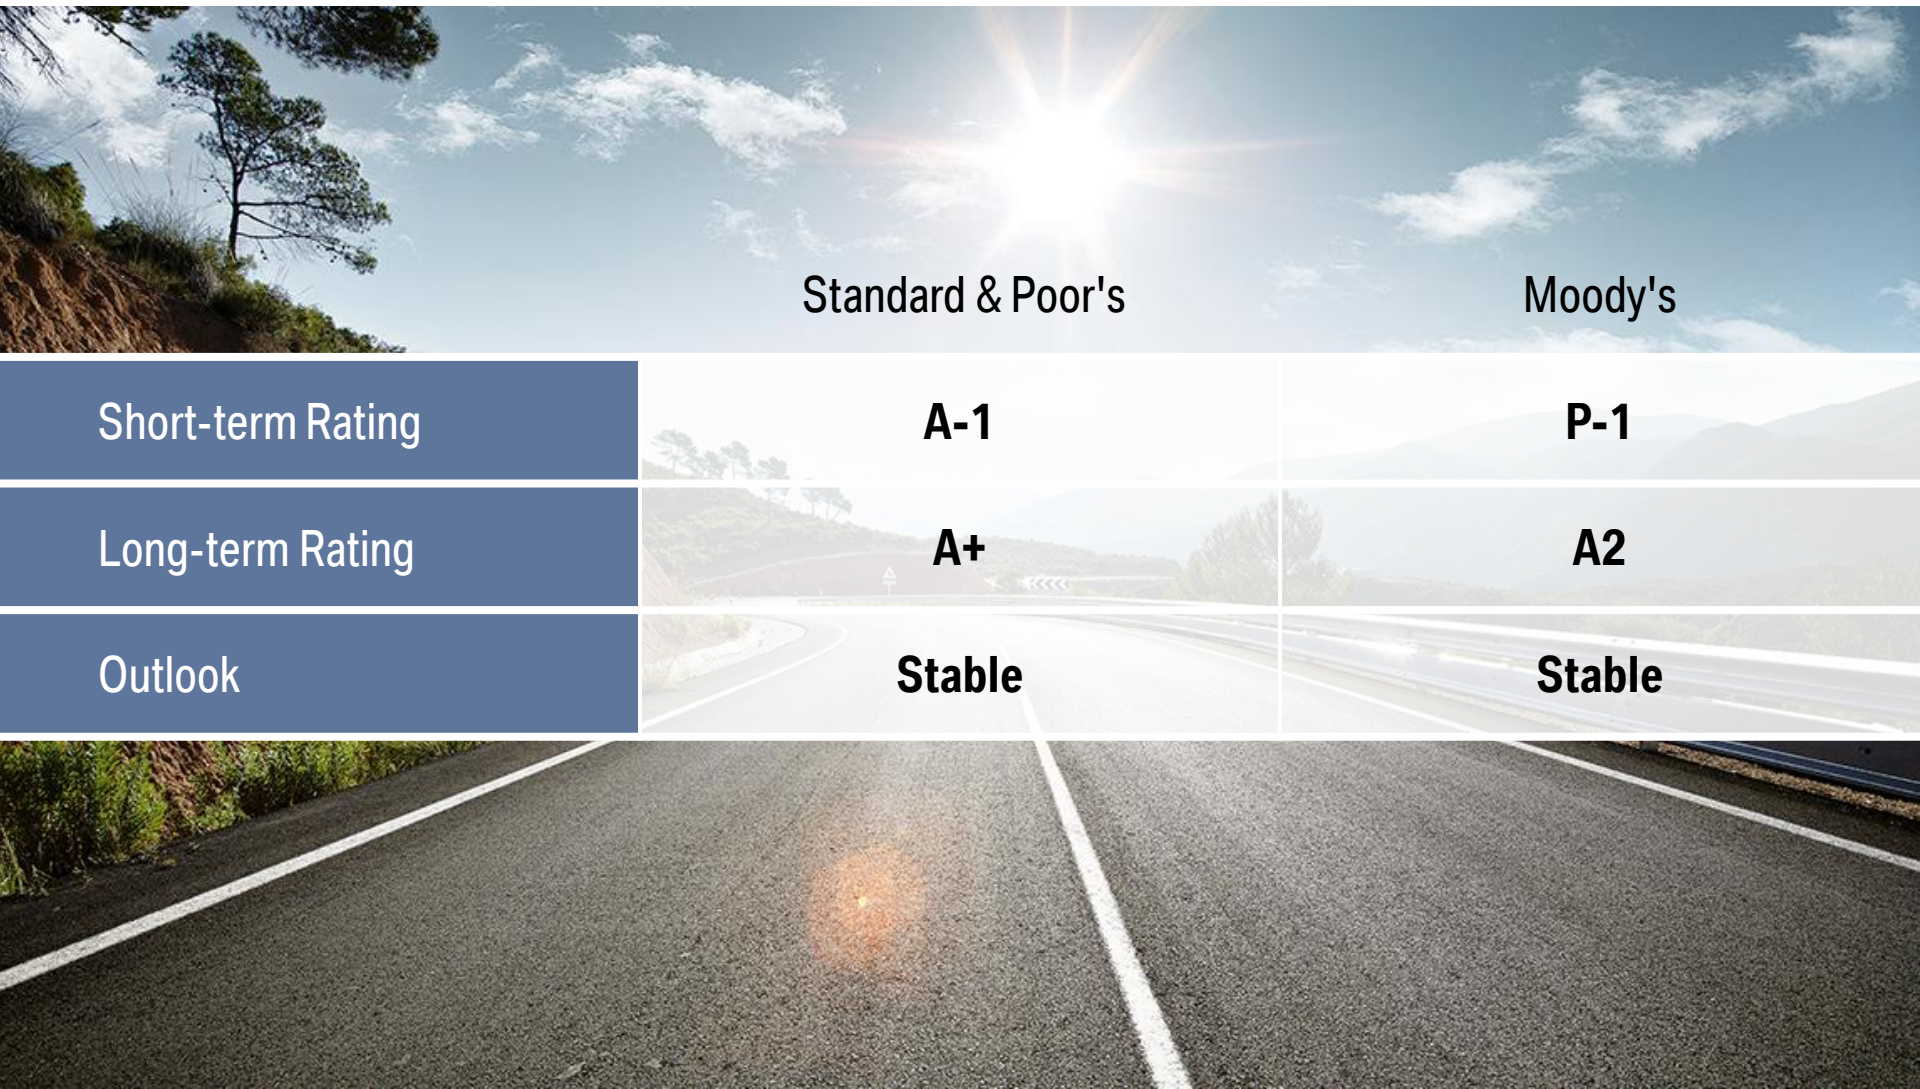 Standard & Poor's Moody's
Short-term Rating A-1 P-1
Long-term Rating A+ A2
Outlook Stable Stable